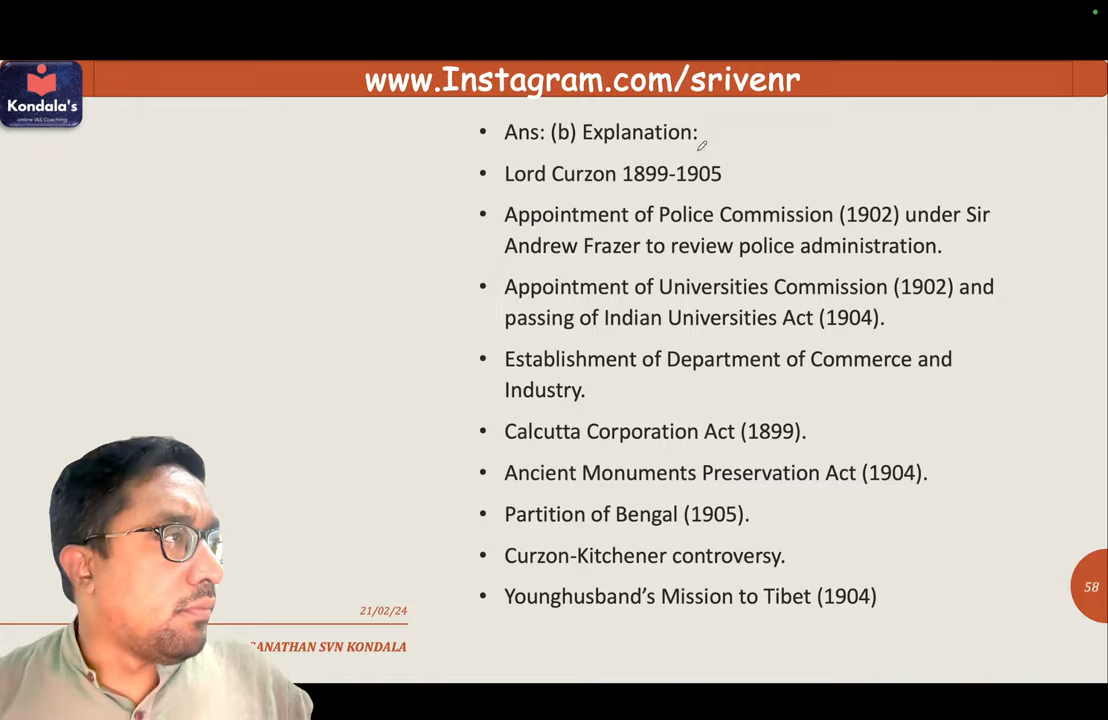 www.Instagram.com/srivenr
Kondala's
online IAS Coaching
• Ans: (b) Explanation:
• Lord Curzon 1899-1905
• Appointment of Police Commission (1902) under Sir
Andrew Frazer to review police administration.
• Appointment of Universities Commission (1902) and
passing of Indian Universities Act (1904).
• Establishment of Department of Commerce and
Industry.
• Calcutta Corporation Act (1899).
• Ancient Monuments Preservation Act (1904).
• Partition of Bengal (1905).
• Curzon-Kitchener controversy.
• Younghusband’s Mission to Tibet (1904)
58
21/02/24
SVN KONDALA